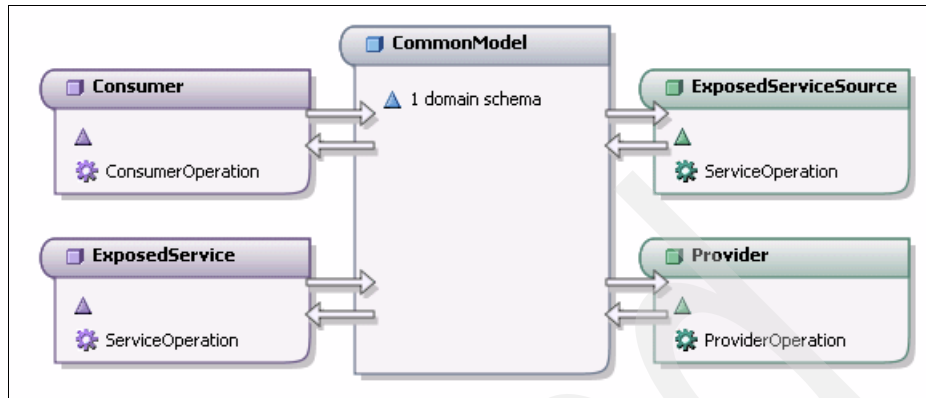 CommonModel
1 domain schema
Consumer
ConsumerOperation
ExposedService
ServiceOperation
ExposedServiceSource
ServiceOperation
Provider
ProviderOperation